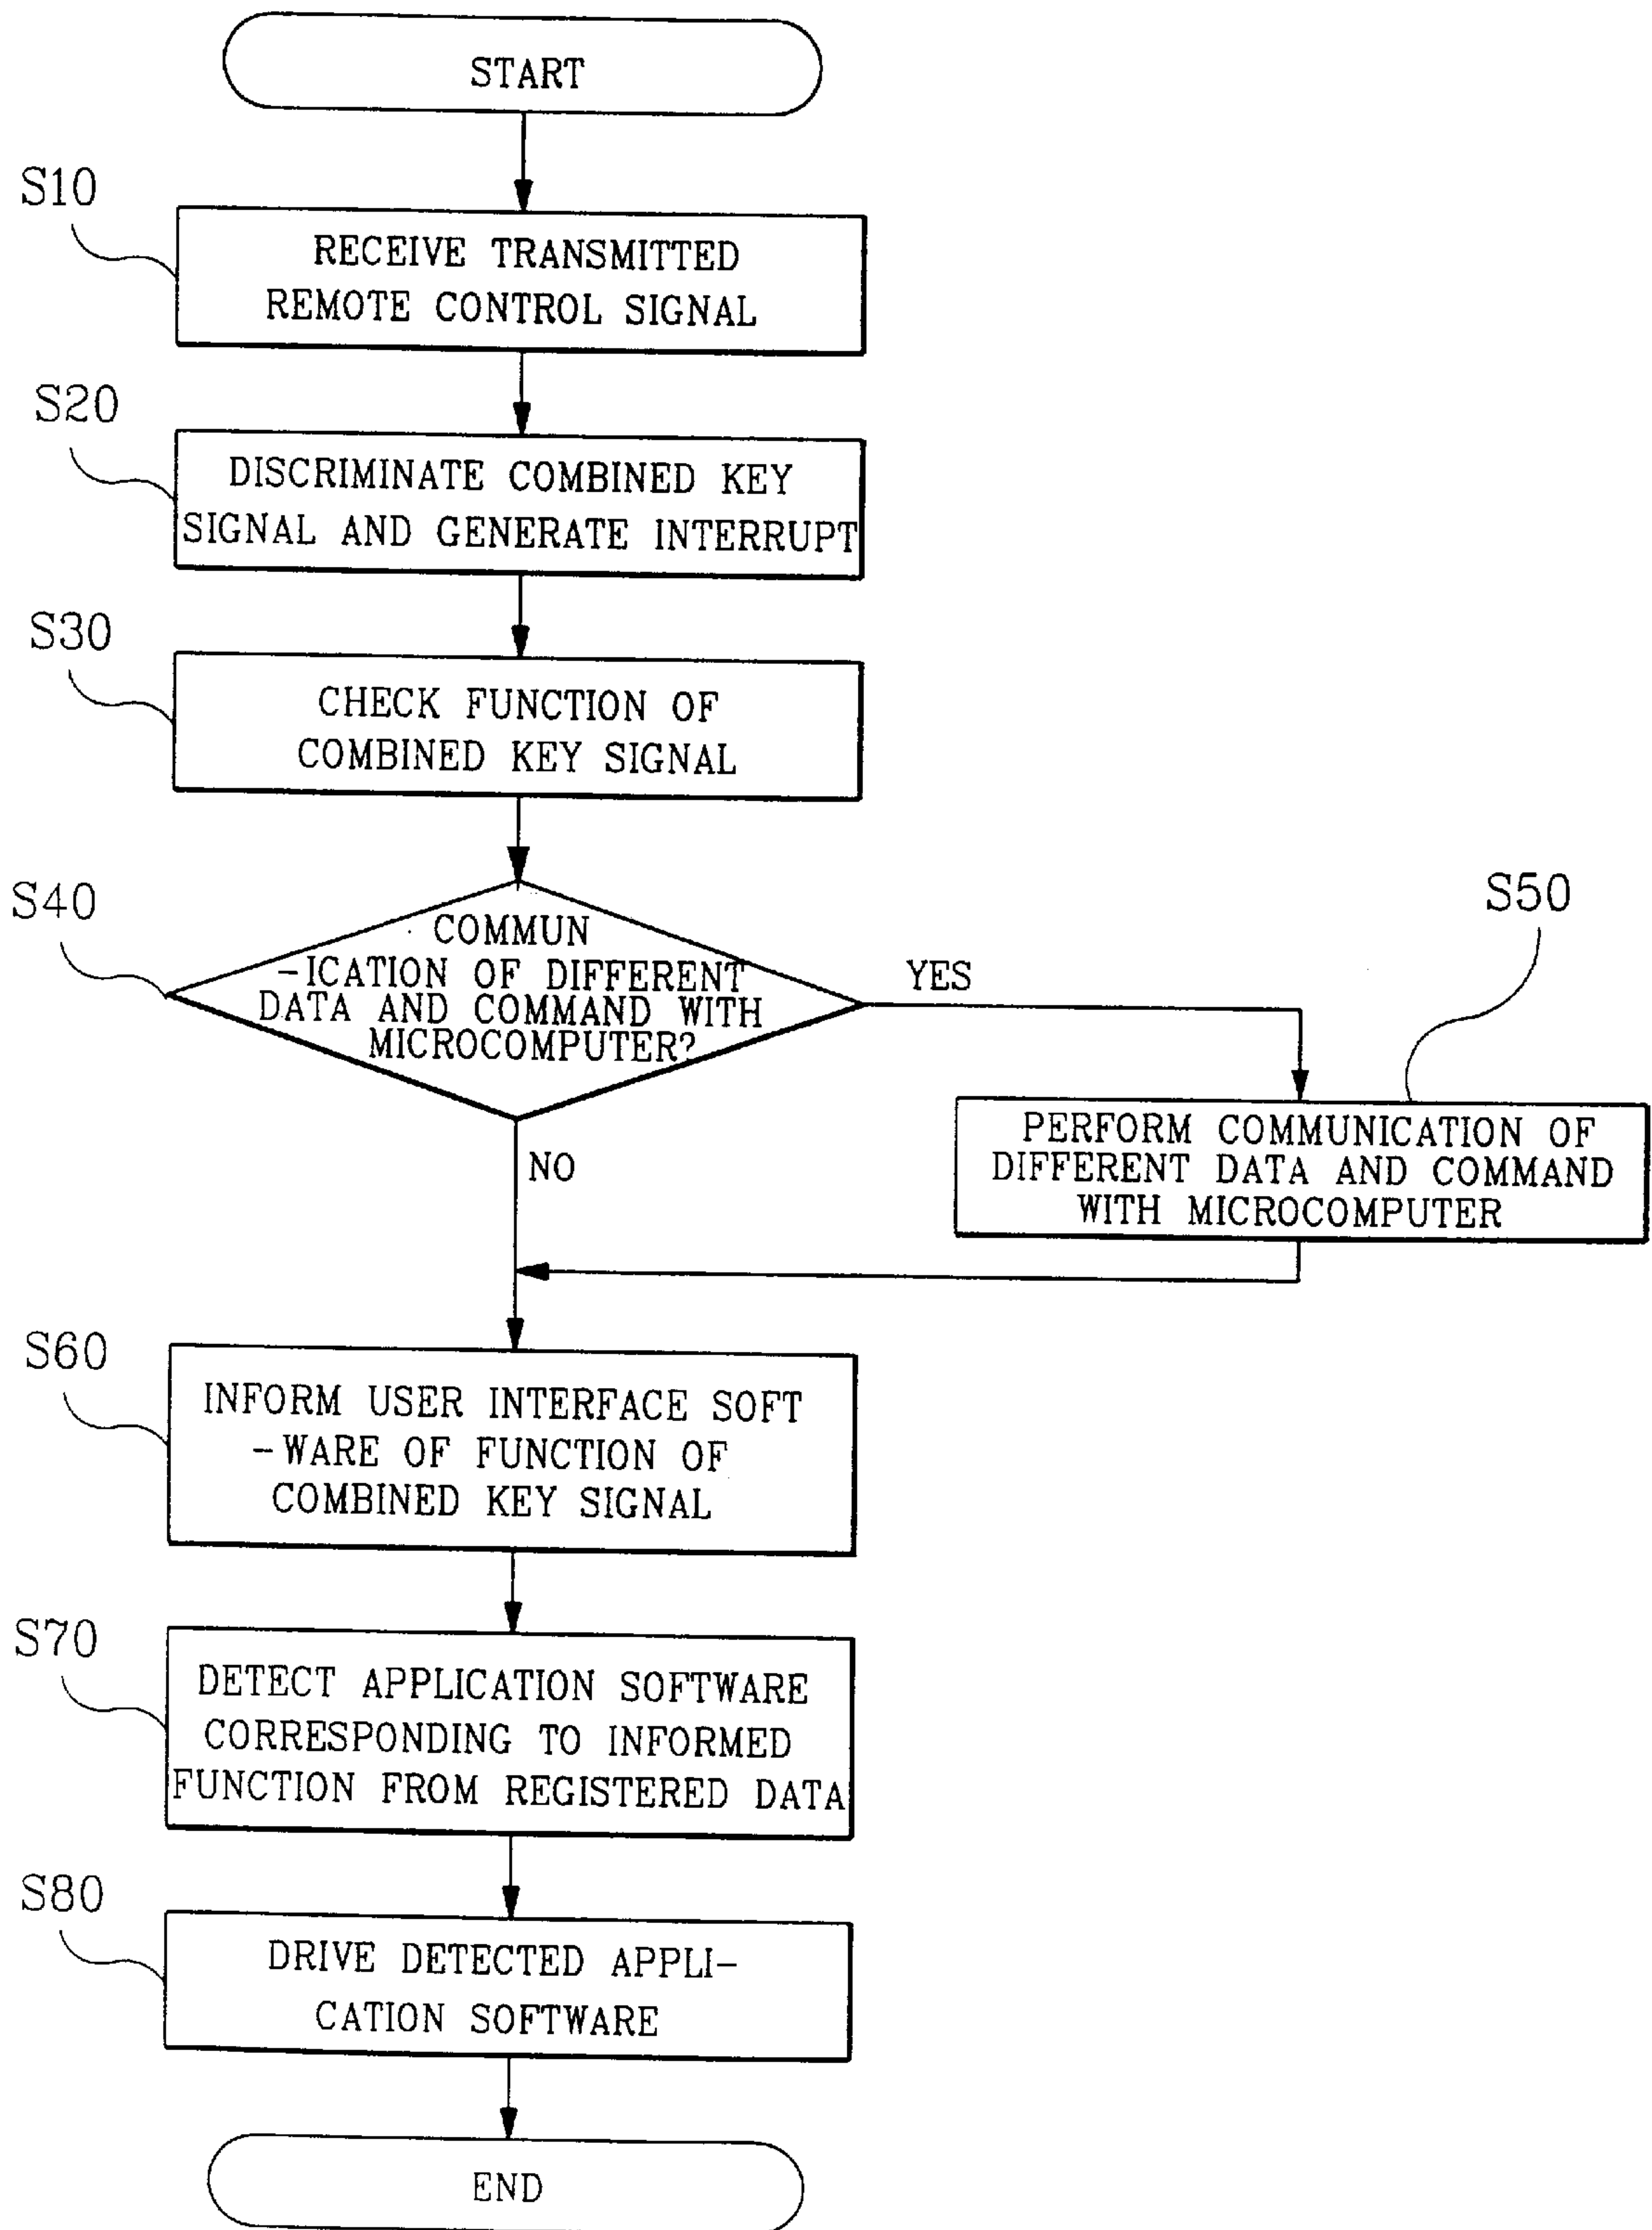 START
S10
RECEIVE TRANSMITTED
REMOTE CONTROL SIGNAL
S20
DISCRIMINATE COMBINED KEY
SIGNAL AND GENERATE INTERRUPT
S30
CHECK FUNCTION OF
COMBINED KEY SIGNAL
S40
COMMUN
-ICATION OF DIFFERENT
DATA AND COMMAND WITH
MICROCOMPUTER?
YES
NO
S50
PERFORM COMMUNICATION OF
DIFFERENT DATA AND COMMAND
WITH MICROCOMPUTER
S60
INFORM USER INTERFACE SOFT
-WARE OF FUNCTION OF
COMBINED KEY SIGNAL
S70
DETECT APPLICATION SOFTWARE
CORRESPONDING TO INFORMED
FUNCTION FROM REGISTERED DATA
S80
DRIVE DETECTED APPLI-
CATION SOFTWARE
END